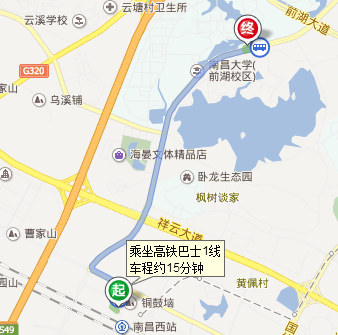 云塘村卫生所
云溪学校
终
前湖大道
G320
南昌大学(
前湖校区)
乌溪铺
海晏文体精品店
卧龙生态园
枫树谈家
祥云大道
曹家山
乘坐高铁巴士1线
车程约15分钟
黄佩村
起
铜鼓塘
园山
国
S49
南昌西站